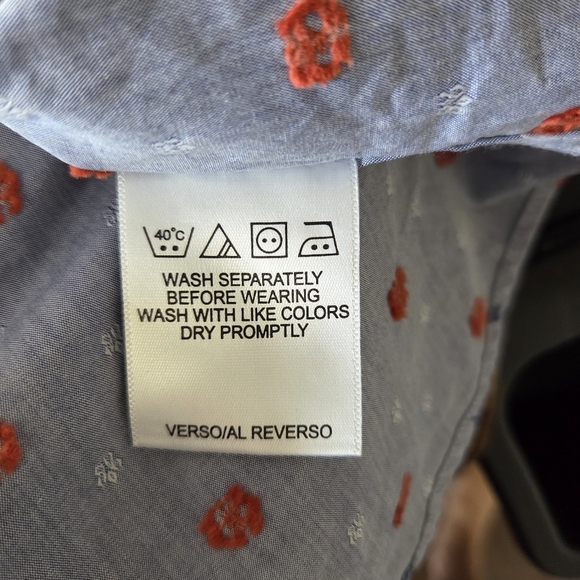 40°C
WASH SEPARATELY
BEFORE WEARING
WASH WITH LIKE COLORS
DRY PROMPTLY
VERSO/AL REVERSO